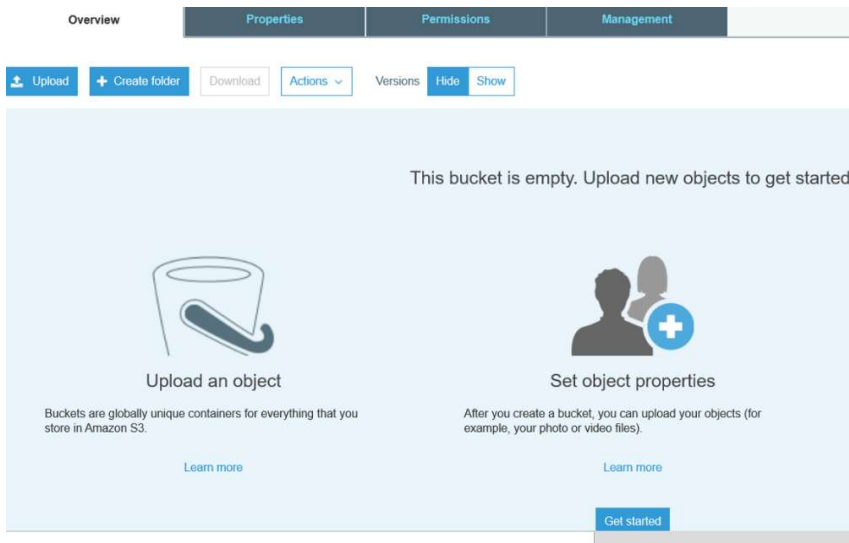 Overview Properties Permissions Management
Upload Create folder Download Actions Versions Hide Show
This bucket is empty. Upload new objects to get started
Upload an object
Buckets are globally unique containers for everything that you
store in Amazon S3.
Learn more
Set object properties
After you create a bucket, you can upload your objects (for
example, your photo or video files).
Learn more
Get started